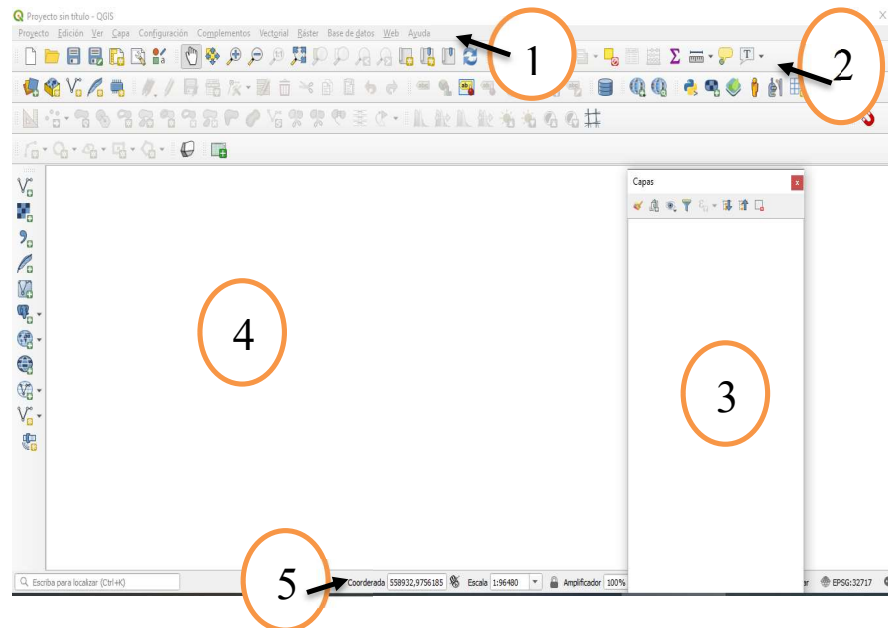 Proyecto sin título - QGIS
Proyecto Edición Ver Capa Configuración Complementos Vectorial Ráster Base de datos Web Ayuda
1
2
Capas
4
3
5
Escriba para localizar (Ctrl+K)
Coorderada 558932,9756185 Escala 1:96480 Amplificador 100%
EPSG:32717